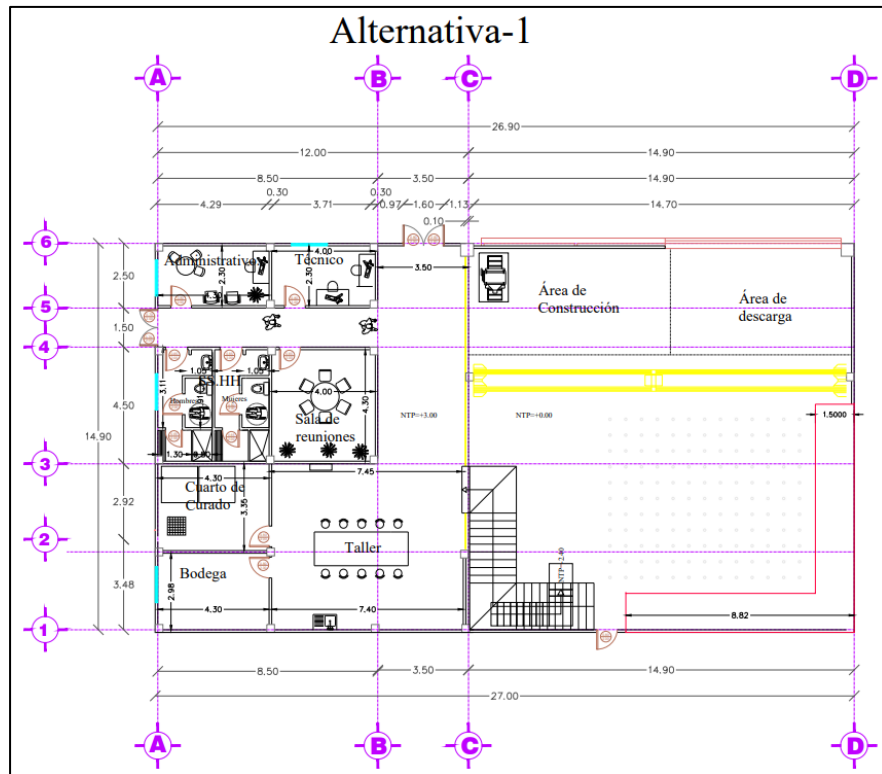 Alternativa-1
A
B
C
D
26.90
12.00
14.90
8.50
3.50
14.90
0.30
0.30
4.29
3.71
0.97
1.60
1.13
14.70
0.10
6
5
4
3
2
1
14.90
2.50
1.50
4.50
2.92
3.48
Administrativo
2.30
4.00
Técnico
2.30
3.50
Área de
Construcción
Área de
descarga
1.05
1.05
SS.HH
3.11
Hombres
Mujeres
4.00
4.30
Sala de
reuniones
NTP=+3.00
NTP=+0.00
1.5000
1.30
4.30
7.45
Cuarto de
Curado
3.35
Taller
NTP=-2.40
Bodega
2.98
4.30
7.40
8.82
8.50
3.50
14.90
27.00
A
B
C
D